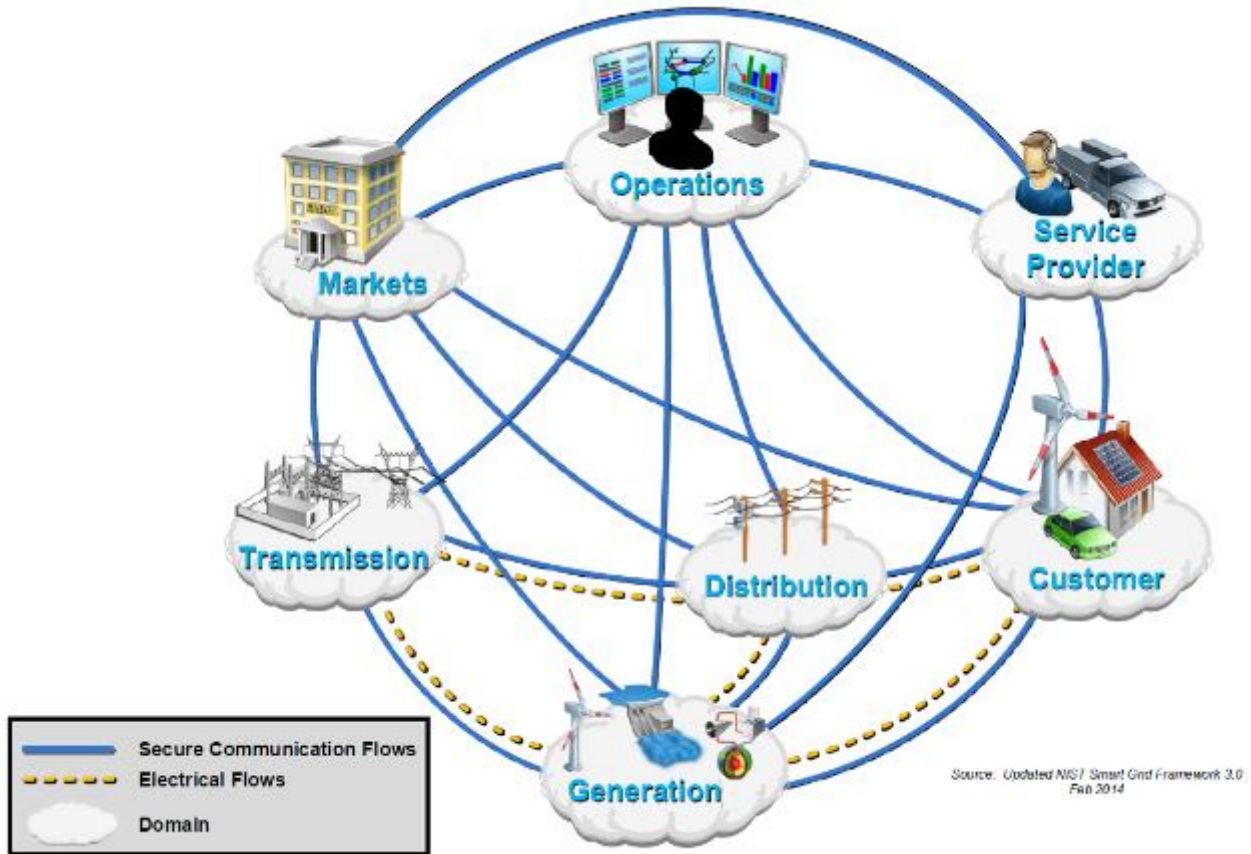 Operations
Service
Provider
Markets
Transmission
Distribution
Customer
Generation
Secure Communication Flows
Electrical Flows
Domain
Source: Updated NIST Smart Grid Framework 3.0
Feb 2014